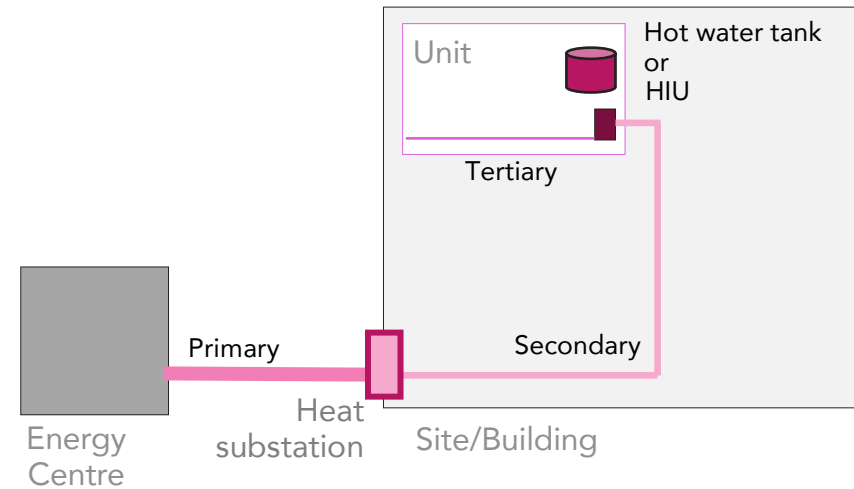 Unit
Hot water tank
or
HIU
Tertiary
Primary
Secondary
Heat
substation
Site/Building
Energy
Centre